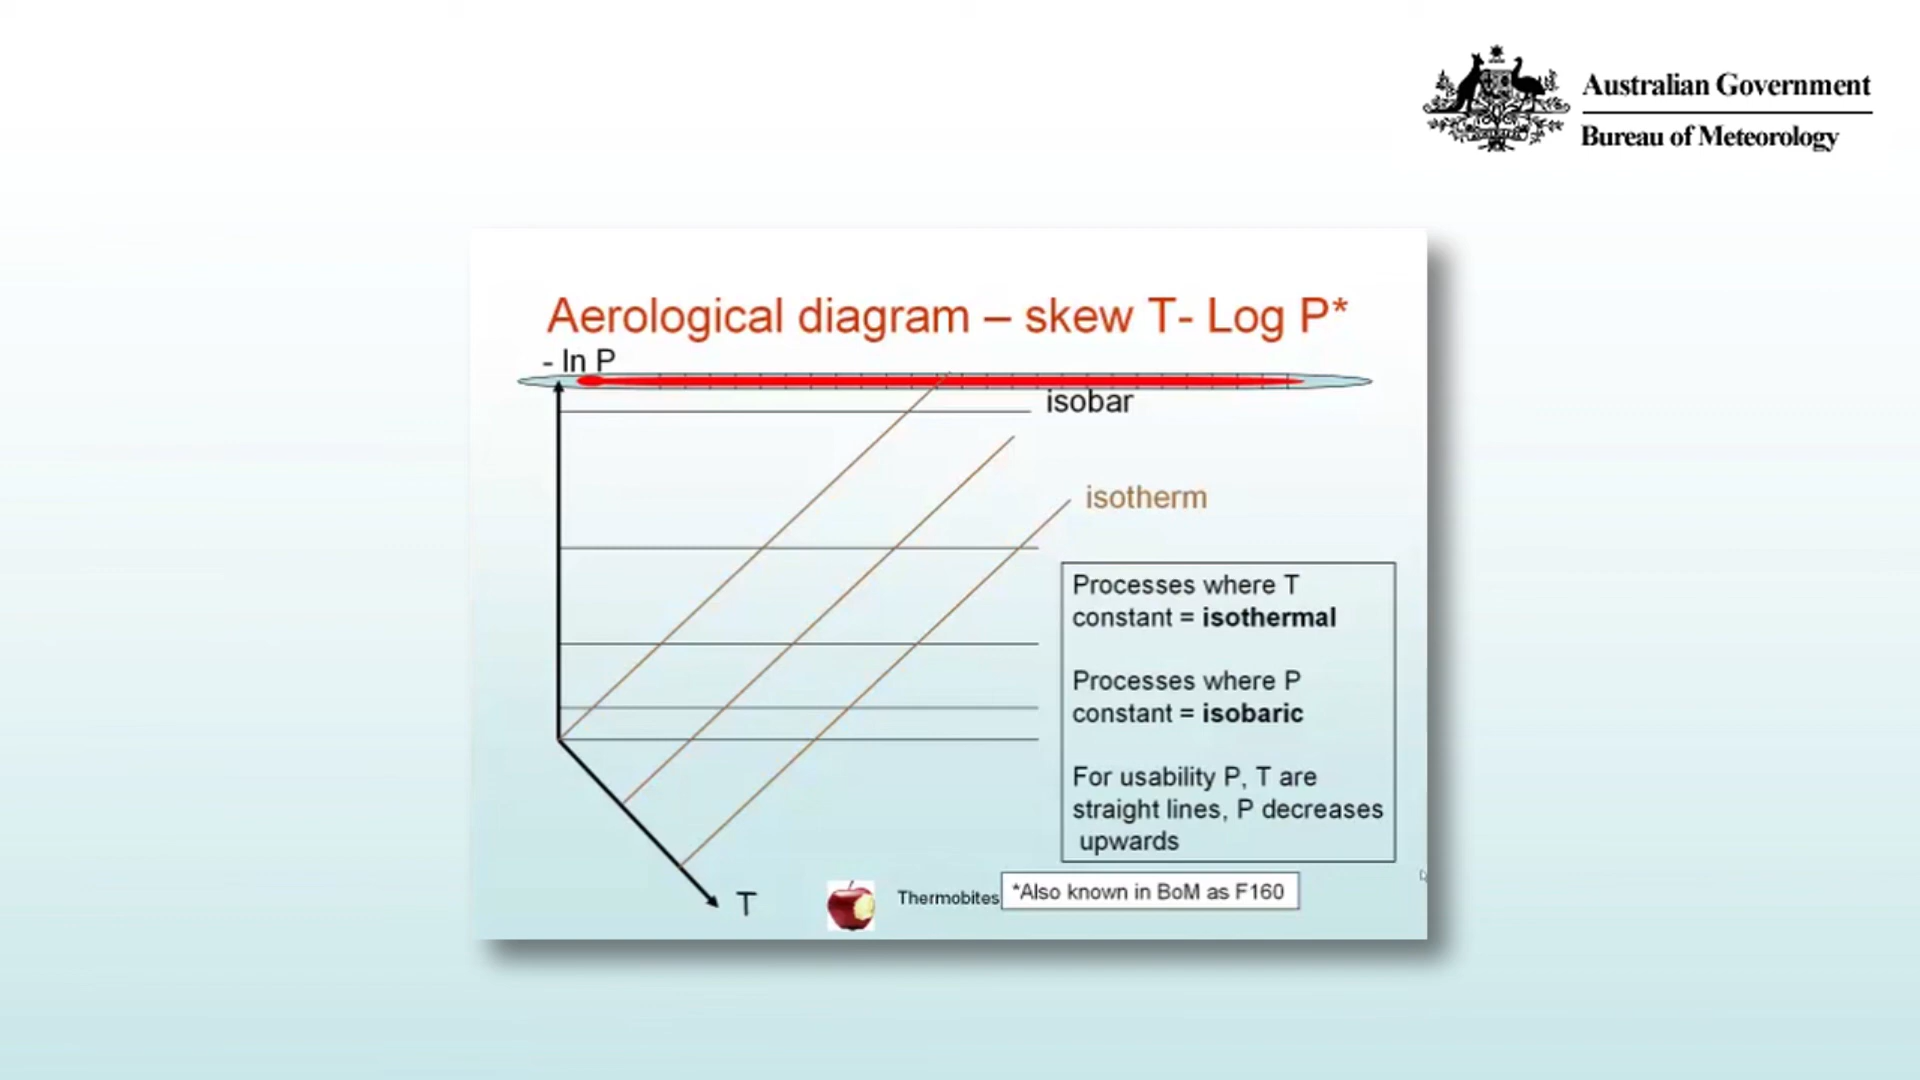 Australian Government
Bureau of Meteorology
Aerological diagram – skew T- Log P*
- ln P
isobar
isotherm
Processes where T
constant = isothermal
Processes where P
constant = isobaric
For usability P, T are
straight lines, P decreases
upwards
T
Thermobites
*Also known in BoM as F160